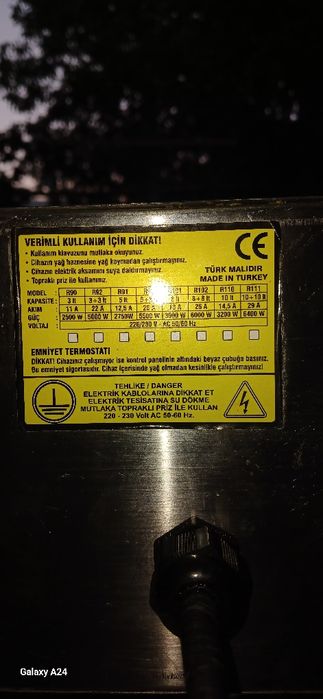 VERİMLİ KULLANIM İÇİN DİKKAT!
• Kullanım klavuzunu mutlaka okuyunuz.
• Cihazın yağ haznesine yağ koymadan çalıştırmayınız.
• Cihazın elektrik aksamını suya daldırmayınız.
• Topraklı priz ile kullanınız.
CE
TÜRK MALIDIR
MADE IN TURKEY
MODEL : R90 R92 R91 R102 R110 R111
KAPASİTE : 3 lt 3+3 lt 5 lt 8+8 lt 10 lt 10+10 lt
AKIM : 11 A 22 A 12,5 A 26 A 14,5 A 29 A
GÜÇ : 2500 W 5000 W 2750W 5500 W 6000 W 3200 W 6400 W
VOLTAJ : 220/230 V - AC 50/60 Hz.
EMNİYET TERMOSTATI
DİKKAT! Cihazınız çalışmıyor ise kontrol panelinin altındaki beyaz çubuğa basınız.
Bu emniyet sigortasıdır. Cihaz içerisinde yağ olmadan kesinlikle çalıştırmayınız!
TEHLİKE / DANGER
ELEKTRİK KABLOLARINA DİKKAT ET
ELEKTRİK TESİSATINA SU DÖKME
MUTLAKA TOPRAKLI PRİZ İLE KULLAN
220 - 230 Volt AC 50-60 Hz.
Galaxy A24